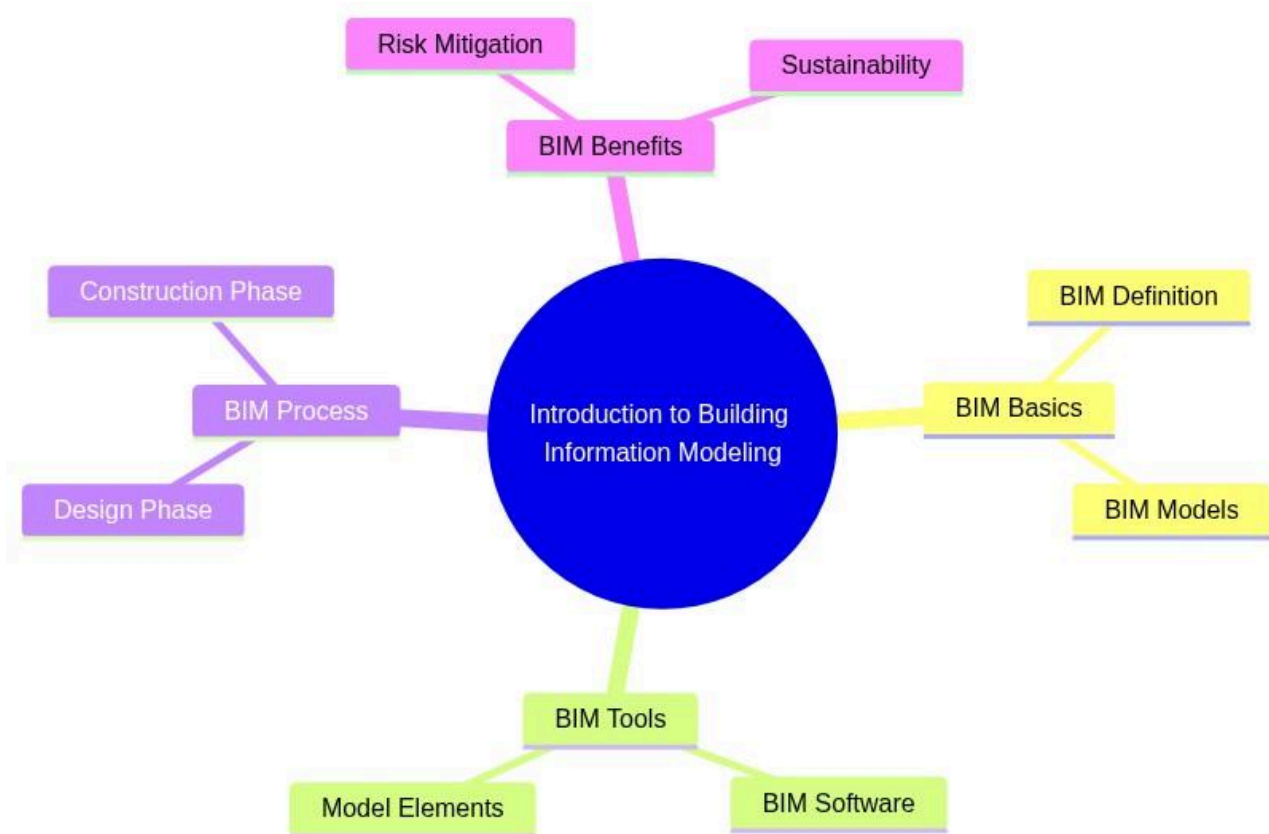 Risk Mitigation
Sustainability
BIM Benefits
Construction Phase
BIM Definition
BIM Process
BIM Basics
Introduction to Building
Information Modeling
Design Phase
BIM Models
BIM Tools
Model Elements
BIM Software